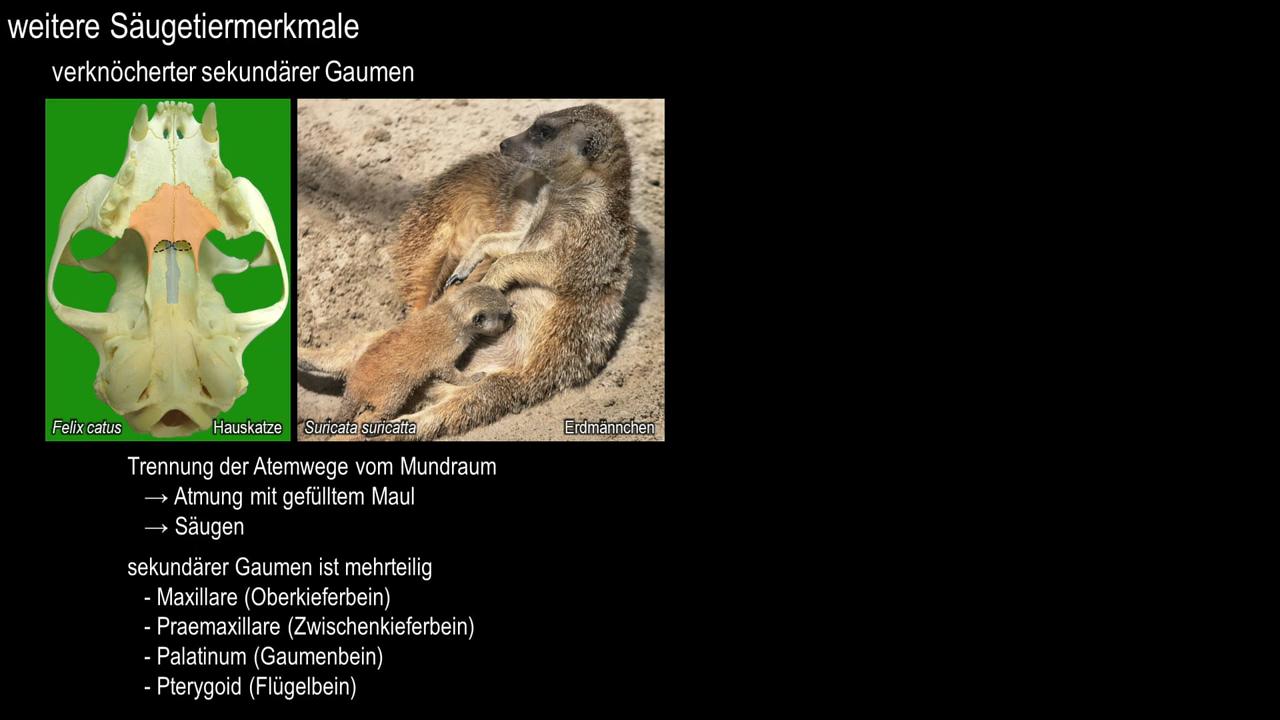 weitere Säugetiermerkmale
verknöcherter sekundärer Gaumen
Felix catus
Hauskatze
Suricata suricatta
Erdmännchen
Trennung der Atemwege vom Mundraum
→ Atmung mit gefülltem Maul
→ Säugen
sekundärer Gaumen ist mehrteilig
- Maxillare (Oberkieferbein)
- Praemaxillare (Zwischenkieferbein)
- Palatinum (Gaumenbein)
- Pterygoid (Flügelbein)